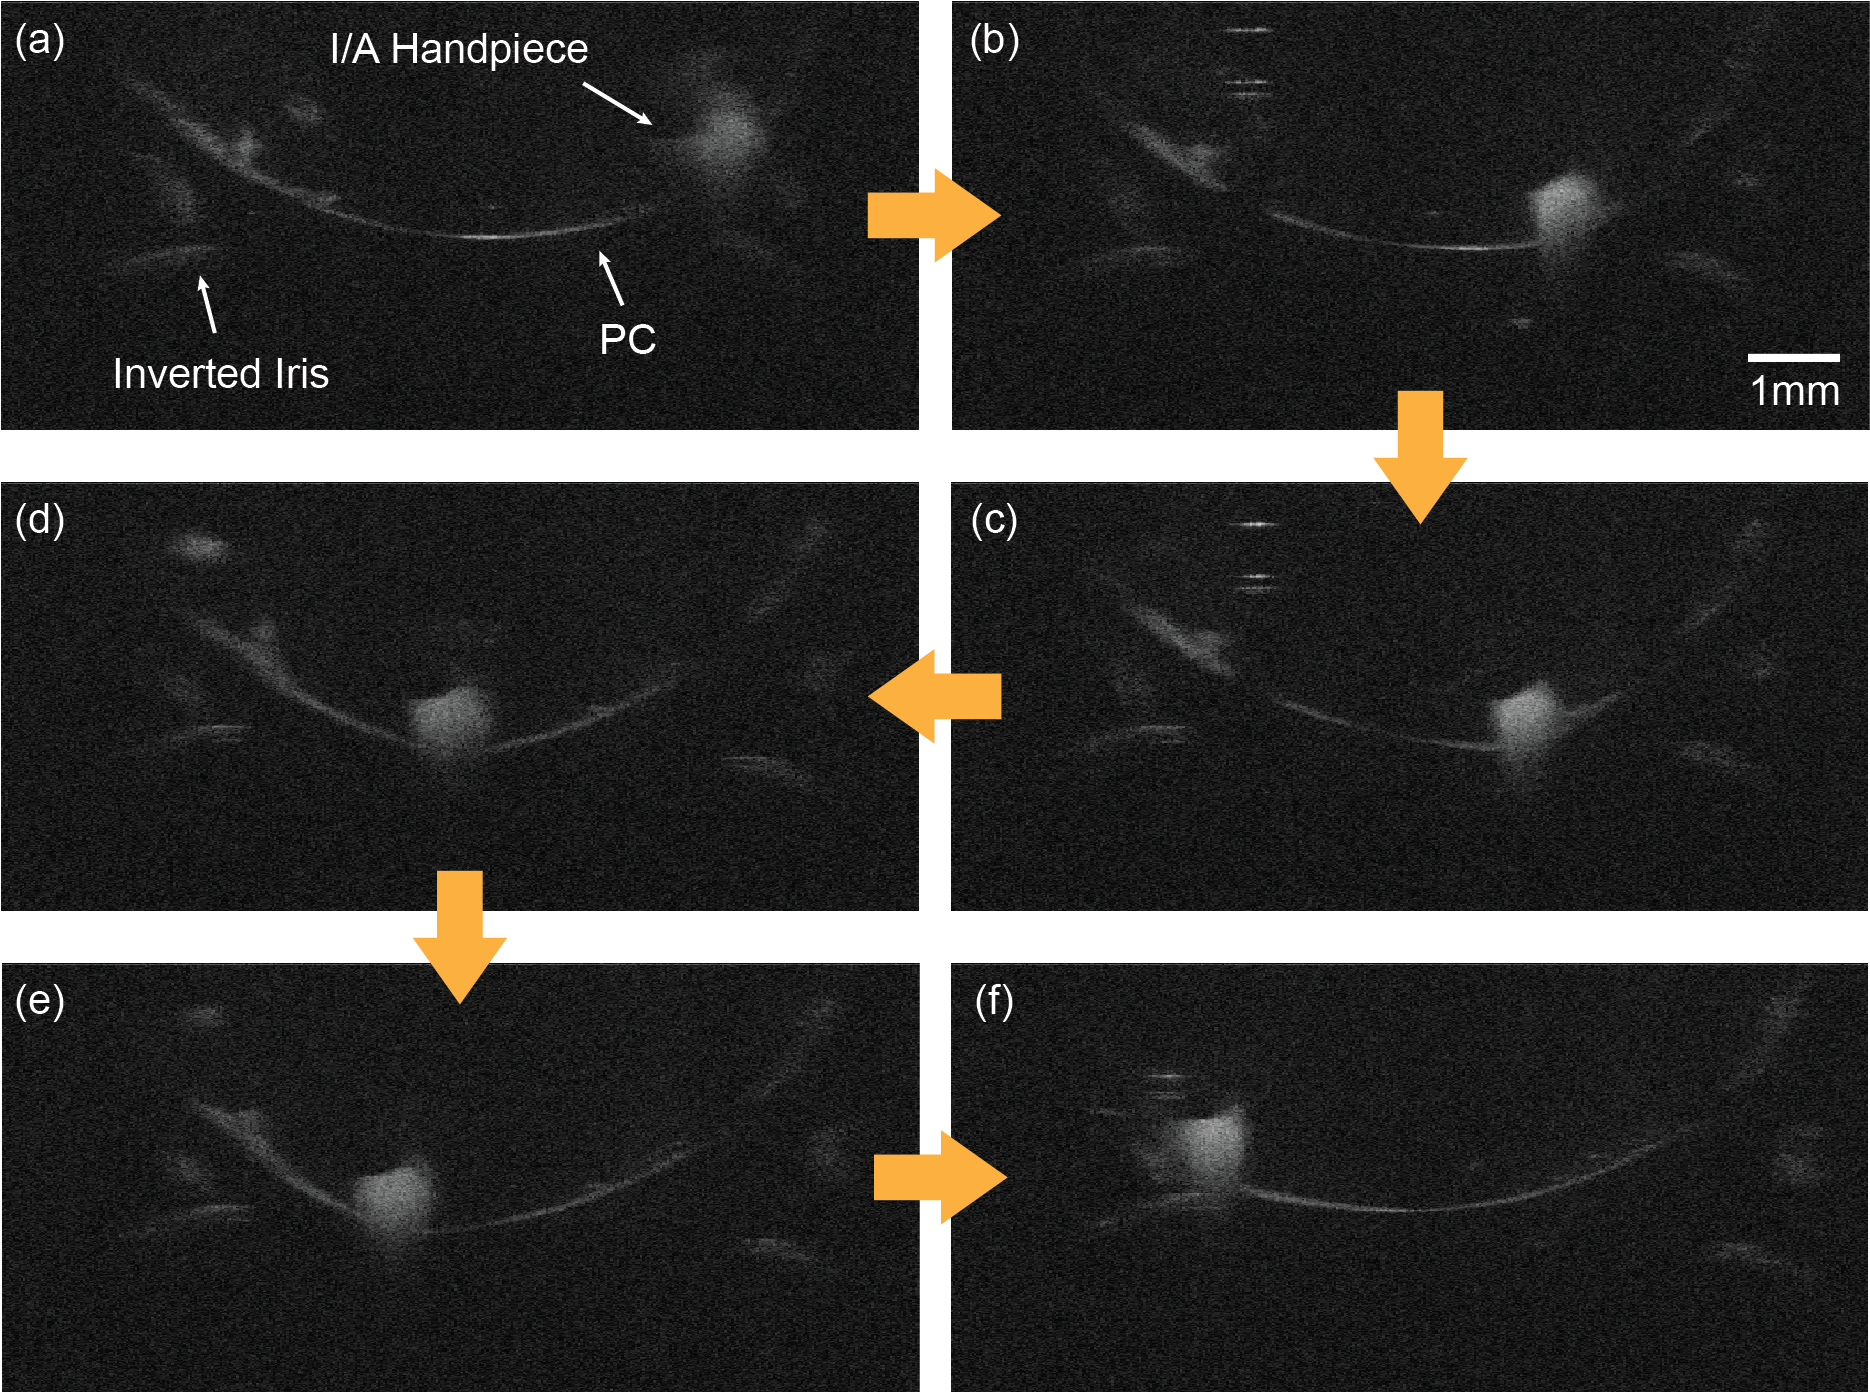 (a)
I/A Handpiece
PC
Inverted Iris
(b)
1mm
(d)
(c)
(e)
(f)